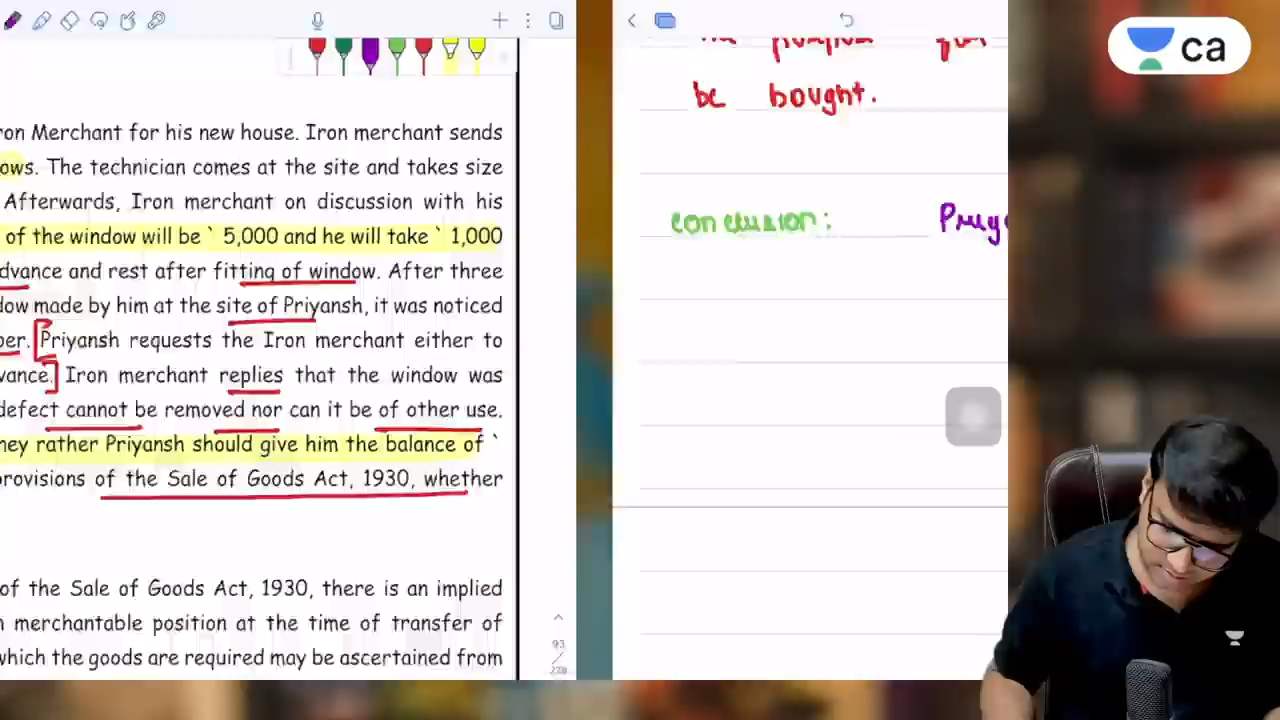 ron Merchant for his new house. Iron merchant sends
ows. The technician comes at the site and takes size
Afterwards, Iron merchant on discussion with his
of the window will be ` 5,000 and he will take ` 1,000
dvance and rest after fitting of window. After three
dow made by him at the site of Priyansh, it was noticed
per. [Priyansh requests the Iron merchant either to
vance.] Iron merchant replies that the window was
defect cannot be removed nor can it be of other use.
ney rather Priyansh should give him the balance of `
provisions of the Sale of Goods Act, 1930, whether
of the Sale of Goods Act, 1930, there is an implied
n merchantable position at the time of transfer of
which the goods are required may be ascertained from
93
be bought.
conclusion: Priya
ca